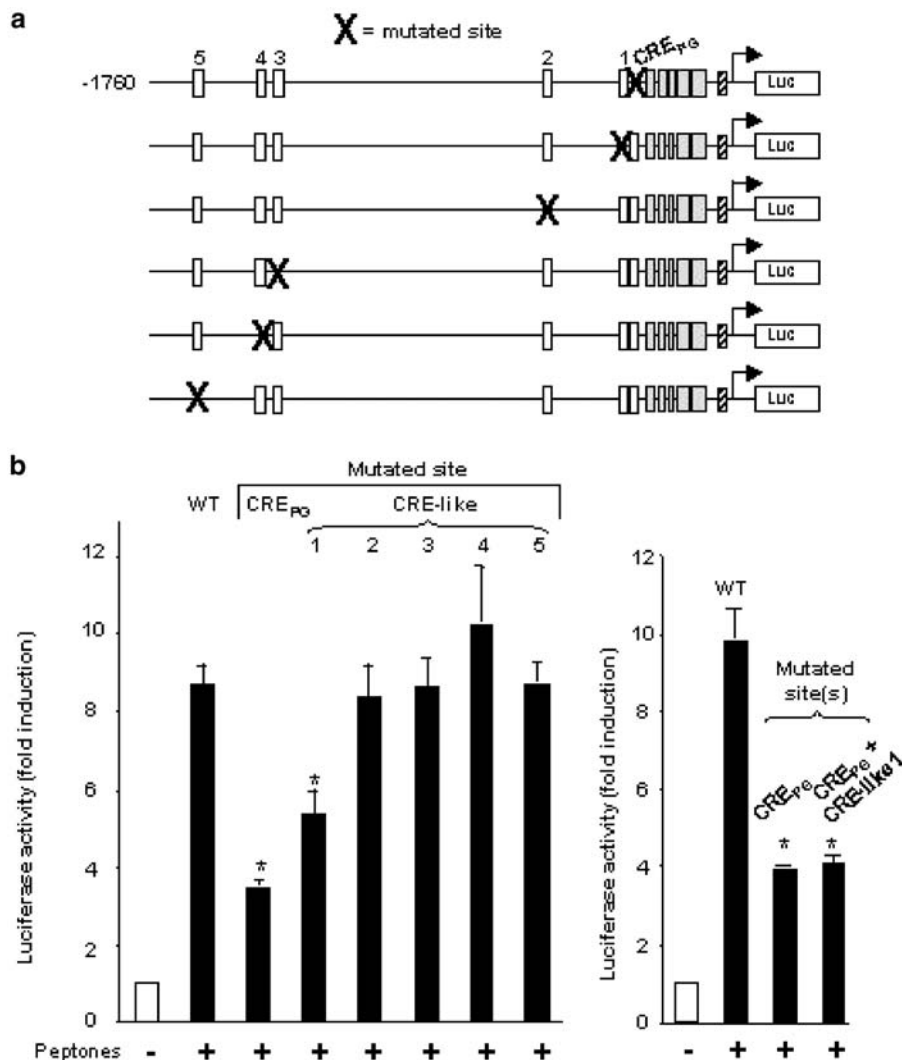 a
X = mutated site
5 4 3 2 1 CRE PG
-1780 Luc
Luc
Luc
Luc
Luc
Luc
b
Mutated site
WT CRE PG CRE-like
1 2 3 4 5
Luciferase activity (fold induction)
12
10
8
6
4
2
0
* *
Peptones - + + + + + + +
Luciferase activity (fold induction)
12
10
8
6
4
2
0
WT
Mutated
site(s)
CRE PG
CRE PG +
CRE-like1
* *
- + + +